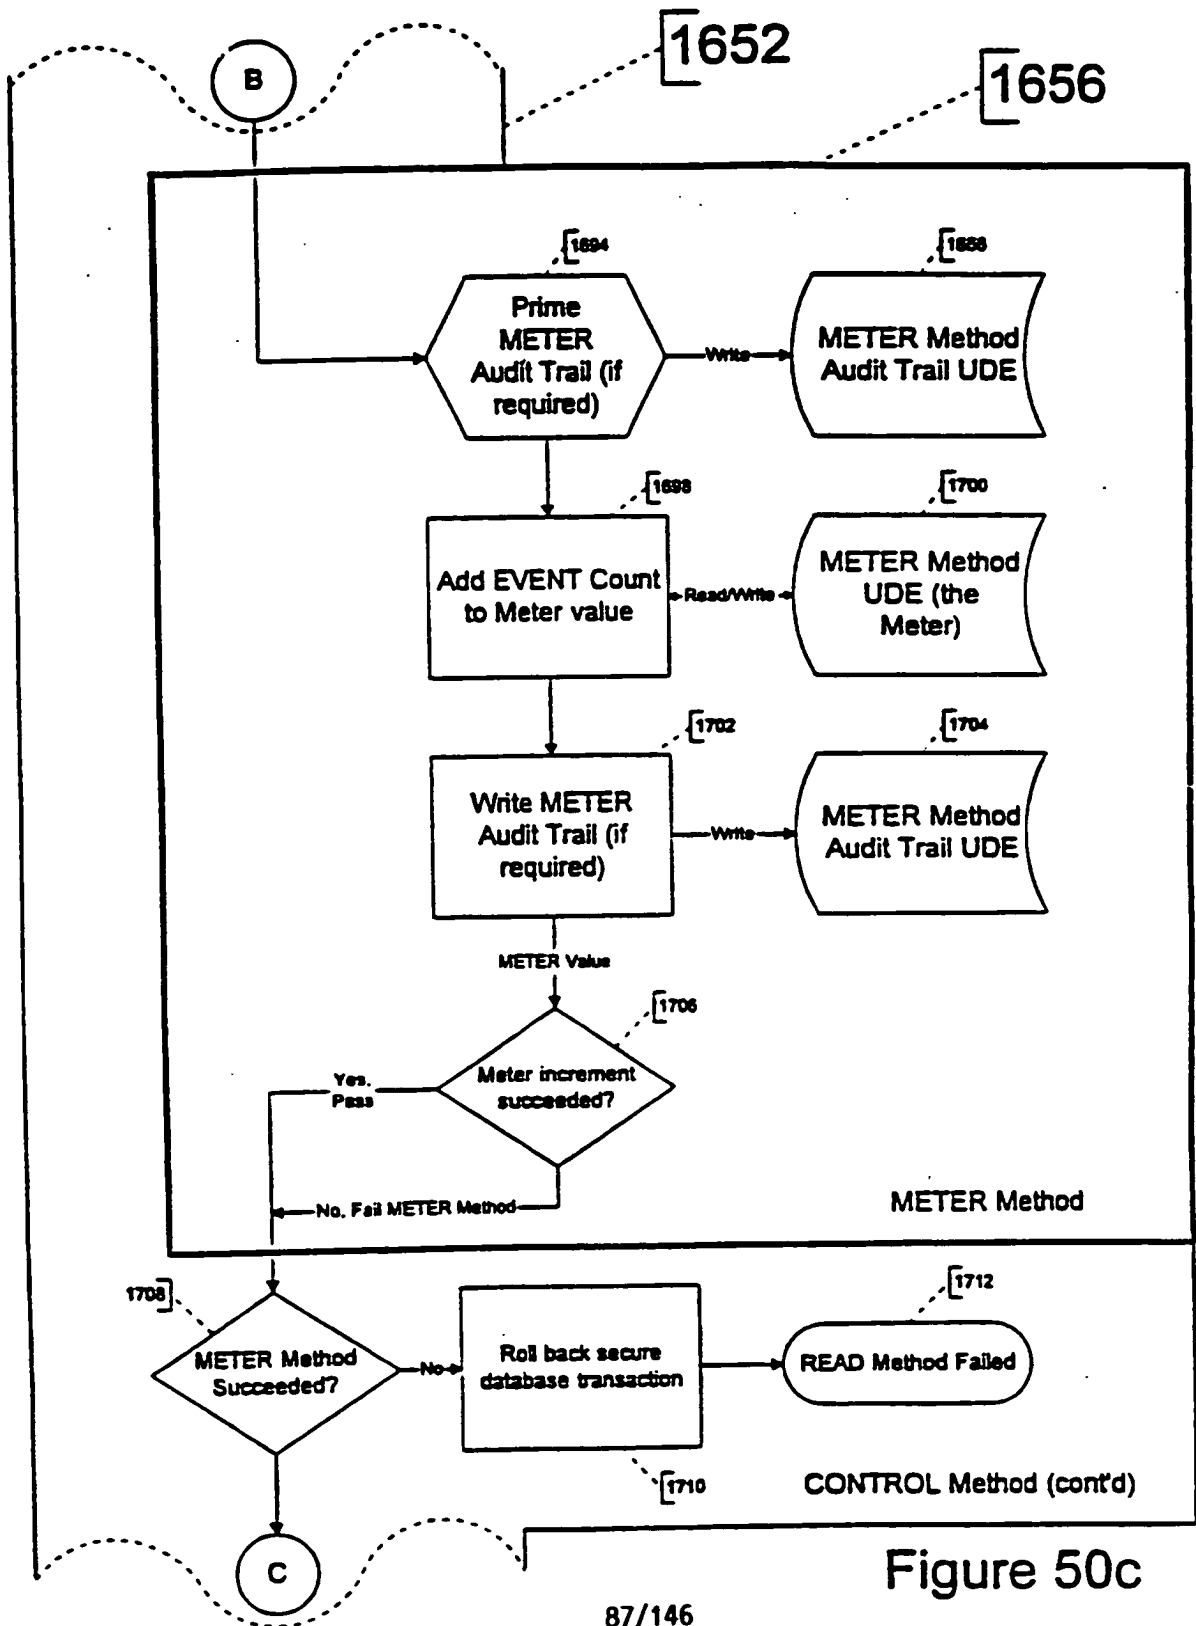 1652
B
1656
1694
Prime
METER
Audit Trail (if
required)
Write
METER Method
Audit Trail UDE
1698
Add EVENT Count
to Meter value
Read/Write
1700
METER Method
UDE (the
Meter)
1702
Write METER
Audit Trail (if
required)
Write
1704
METER Method
Audit Trail UDE
METER Value
1706
Meter increment
succeeded?
Yes.
Pass
No. Fail METER Method
METER Method
1708
METER Method
Succeeded?
No
Roll back secure
database transaction
1710
1712
READ Method Failed
CONTROL Method (cont'd)
C
Figure 50c
87/146